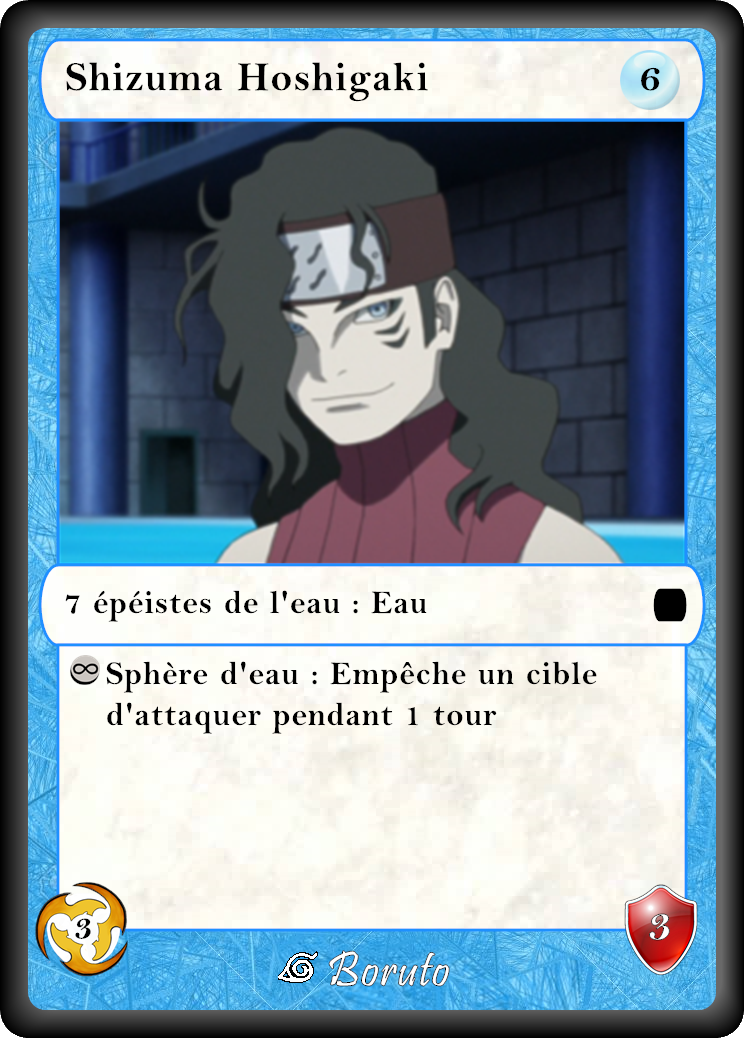 Shizuma Hoshigaki
6
7 épéistes de l'eau : Eau
Sphère d'eau : Empêche un cible
d'attaquer pendant 1 tour
3
3
Boruto